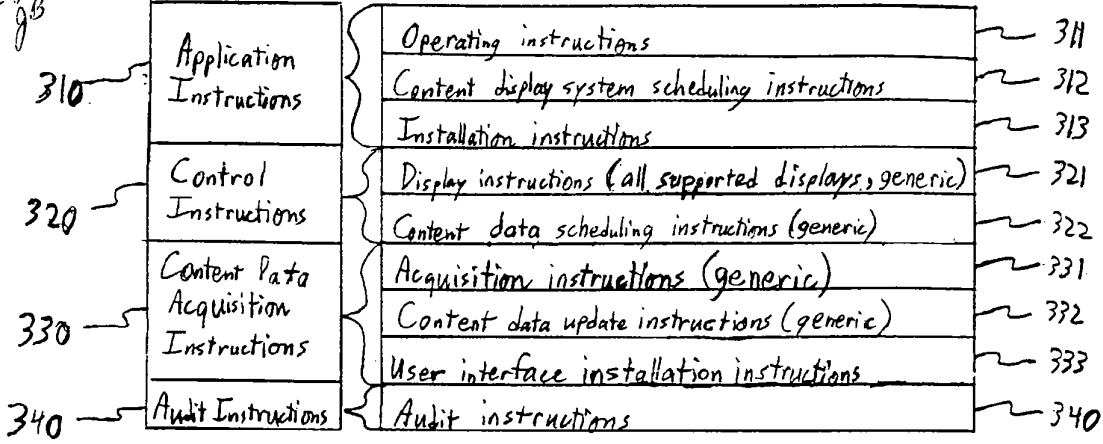 Application Instructions
310
Operating instructions 311
Content display system scheduling instructions 312
Installation instructions 313
Control Instructions
320
Display instructions (all supported displays, generic) 321
Content data scheduling instructions (generic) 322
Content Data Acquisition Instructions
330
Acquisition instructions (generic) 331
Content data update instructions (generic) 332
User interface installation instructions 333
340 Audit Instructions
Audit instructions 340